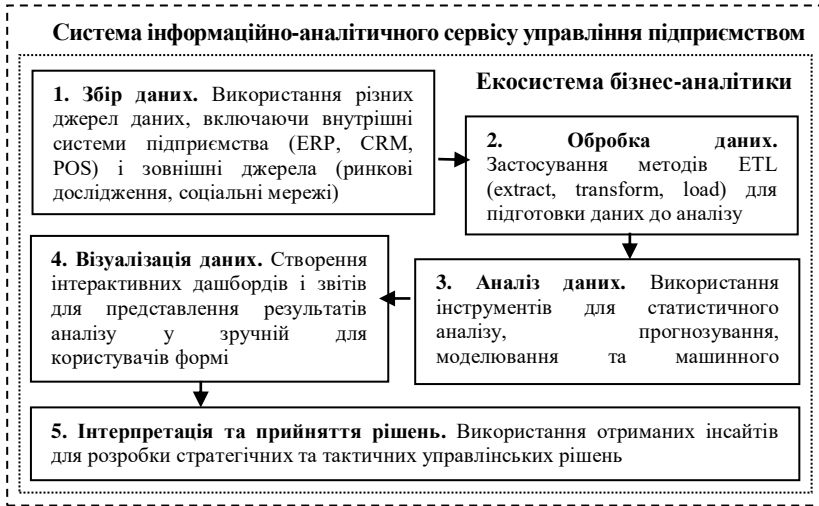 Система інформаційно-аналітичного сервісу управління підприємством
Екосистема бізнес-аналітики
1. Збір даних. Використання різних
джерел даних, включаючи внутрішні
системи підприємства (ERP, CRM,
POS) і зовнішні джерела (ринкові
дослідження, соціальні мережі)
2. Обробка даних.
Застосування методів ETL
(extract, transform, load) для
підготовки даних до аналізу
3. Аналіз даних. Використання
інструментів для статистичного
аналізу, прогнозування,
моделювання та машинного
4. Візуалізація даних. Створення
інтерактивних дашбордів і звітів
для представлення результатів
аналізу у зручній для
користувачів формі
5. Інтерпретація та прийняття рішень. Використання отриманих інсайтів
для розробки стратегічних та тактичних управлінських рішень